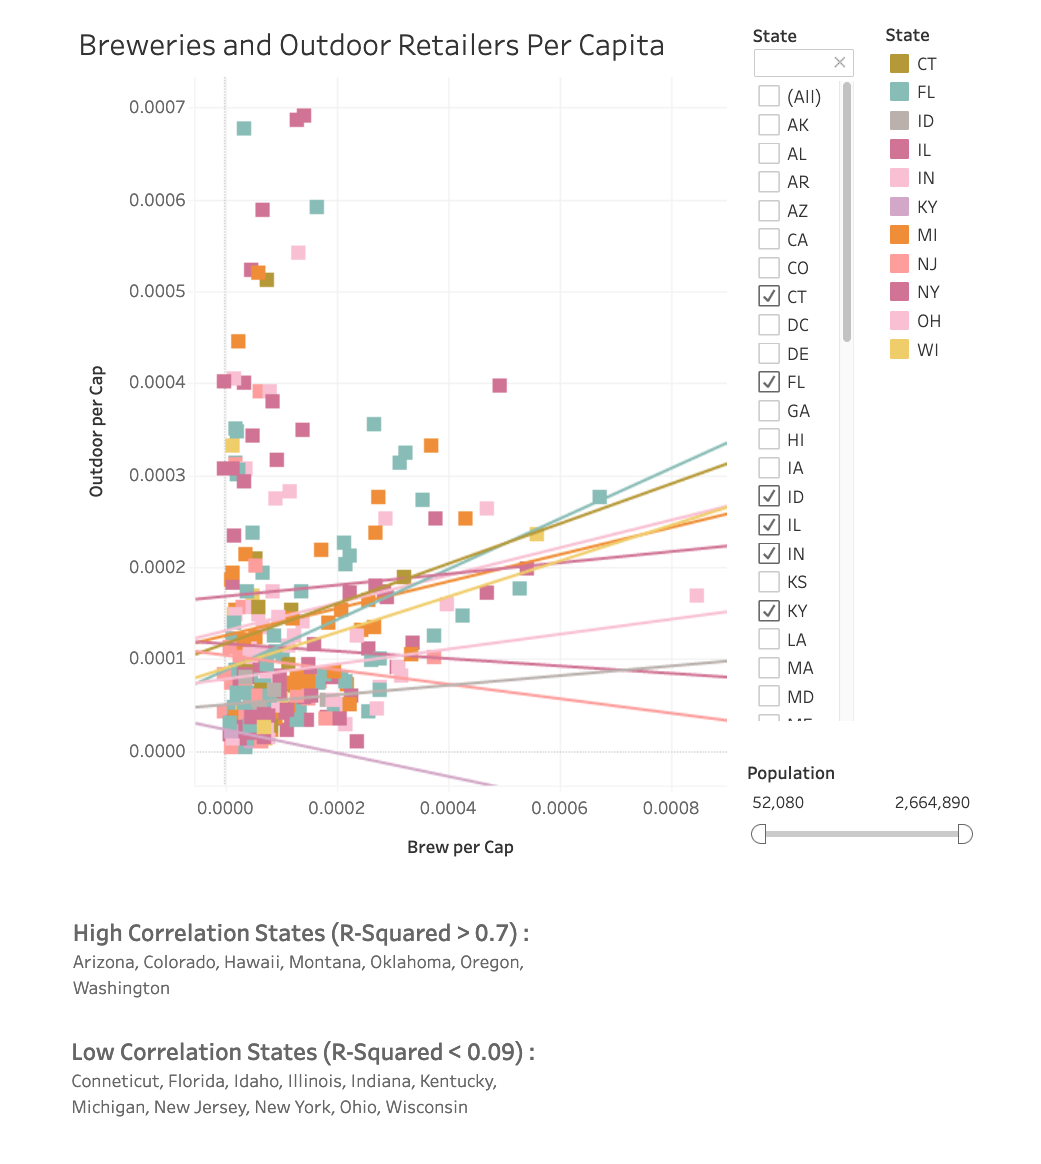 Breweries and Outdoor Retailers Per Capita
0.0007
0.0006
0.0005
0.0004
0.0003
0.0002
0.0001
0.0000
Outdoor per Cap
0.0000 0.0002 0.0004 0.0006 0.0008
Brew per Cap
State
(All)
AK
AL
AR
AZ
CA
CO
CT
DC
DE
FL
GA
HI
IA
ID
IL
IN
KS
KY
LA
MA
MD
State
CT
FL
ID
IL
IN
KY
MI
NJ
NY
OH
WI
Population
52,080 2,664,890
High Correlation States (R-Squared > 0.7) :
Arizona, Colorado, Hawaii, Montana, Oklahoma, Oregon,
Washington
Low Correlation States (R-Squared < 0.09) :
Conneticut, Florida, Idaho, Illinois, Indiana, Kentucky,
Michigan, New Jersey, New York, Ohio, Wisconsin